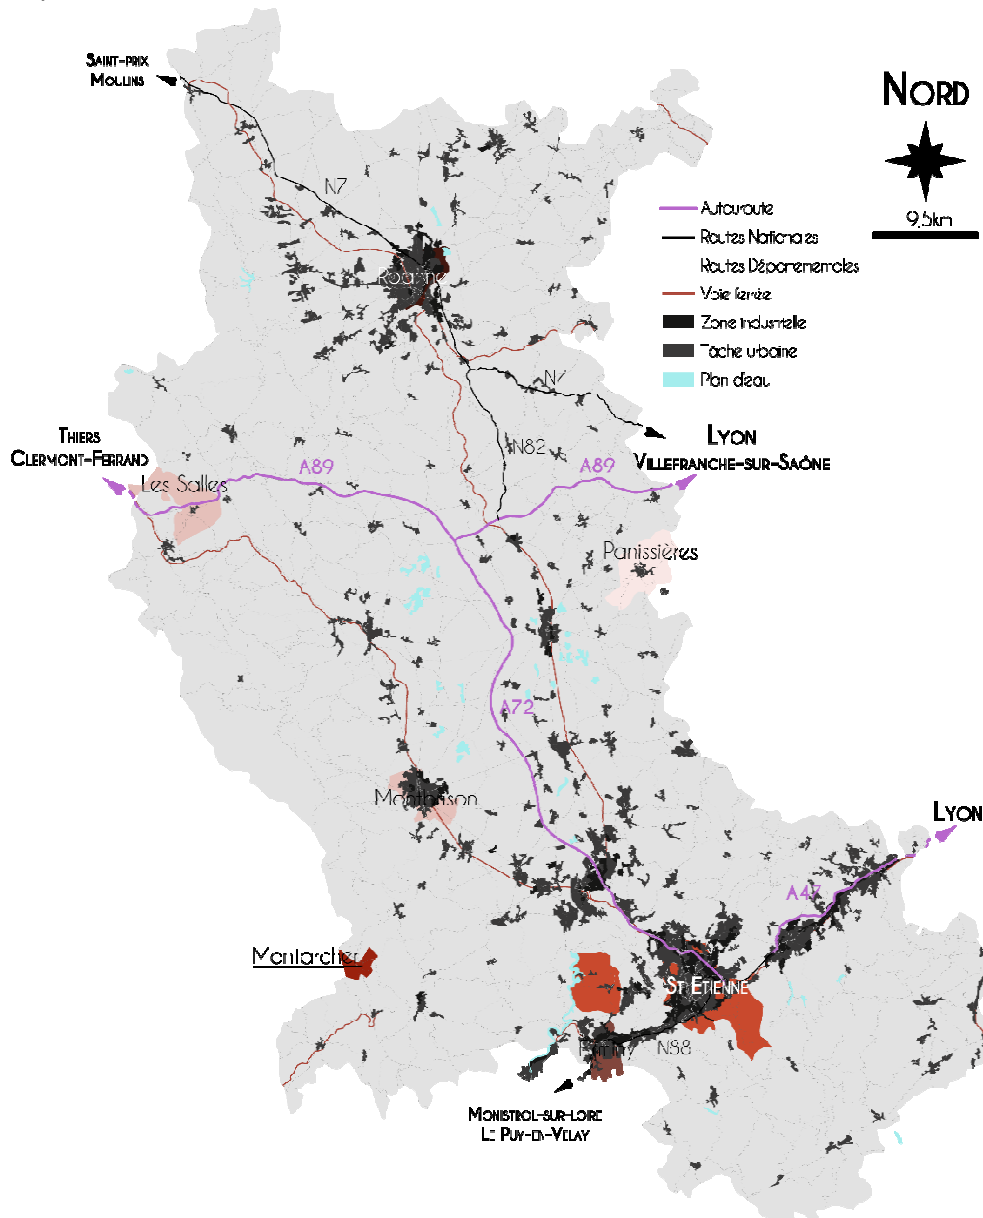 SAINT-PRIX
MOULINS
NORD
9,5km
N7
Autouroute
Routes Nationales
Routes Départementales
Voie ferrée
Zone industrielle
Tâche urbaine
Plan d'eau
Roanne
N7
THIERS
CLERMONT-FERRAND
LYON
VILLEFRANCHE-SUR-SAÔNE
N82
A89
A89
Les Salles
Panissières
A72
Montbrison
LYON
A47
Montarcher
ST ETIENNE
Firminy
N88
MONISTROL-SUR-LOIRE
LE PUY-EN-VELAY